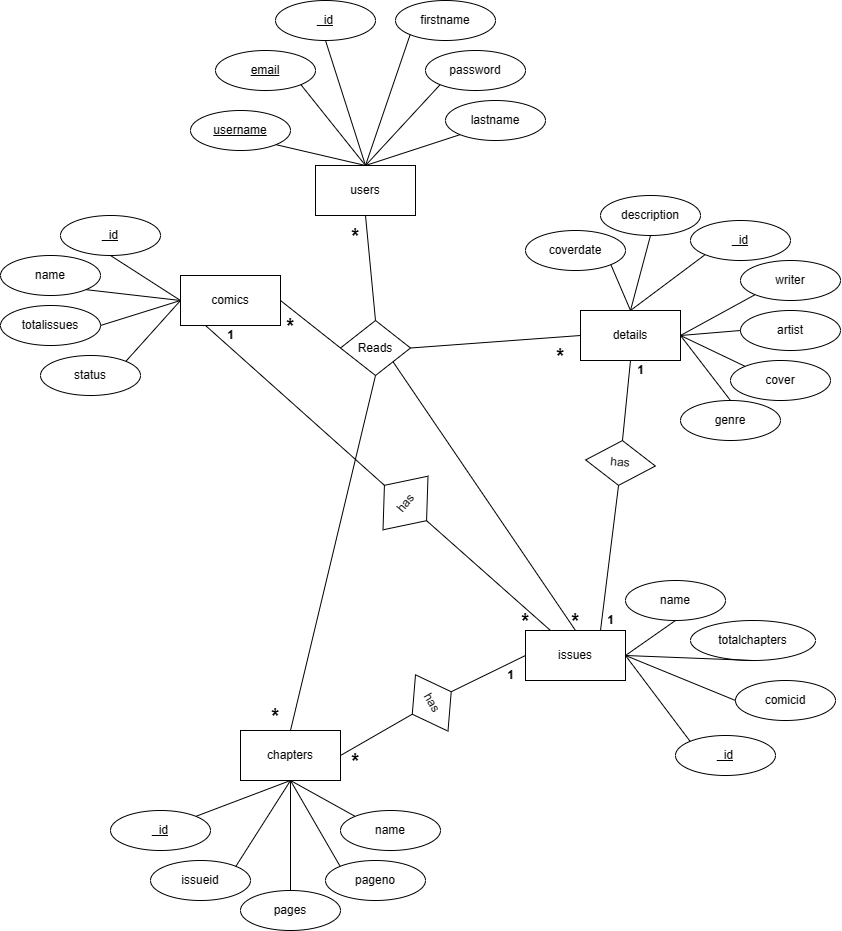 _id
firstname
email
password
username
lastname
users
*
description
_id
coverdate
_id
name
writer
comics
*
totalissues
1
artist
details
Reads
*
status
1
cover
genre
has
has
name
*
*
1
totalchapters
issues
1
has
comicid
*
chapters
*
_id
_id
name
issueid
pageno
pages